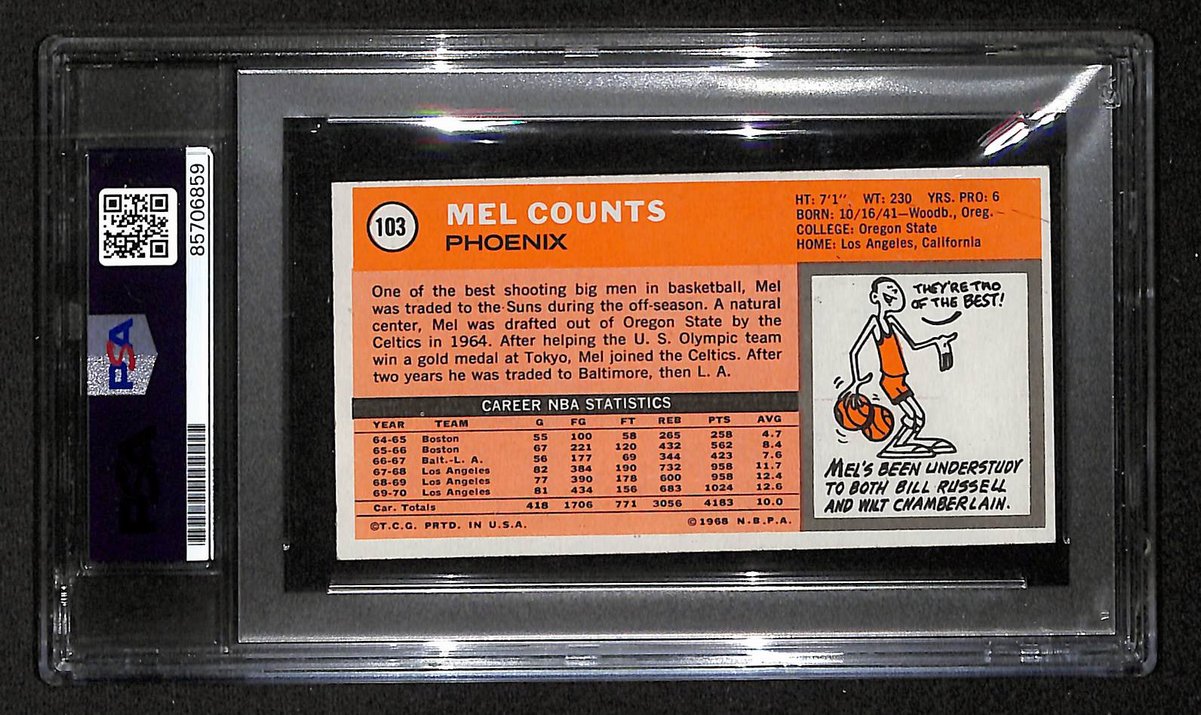 85706859
PSA
PSA
103
MEL COUNTS
PHOENIX
HT: 7'1" WT: 230 YRS. PRO: 6
BORN: 10/16/41—Woodb., Oreg.
COLLEGE: Oregon State
HOME: Los Angeles, California
One of the best shooting big men in basketball, Mel
was traded to the Suns during the off-season. A natural
center, Mel was drafted out of Oregon State by the
Celtics in 1964. After helping the U. S. Olympic team
win a gold medal at Tokyo, Mel joined the Celtics. After
two years he was traded to Baltimore, then L. A.
CAREER NBA STATISTICS
YEAR TEAM G FG FT REB PTS AVG
64-65 Boston 55 100 58 265 258 4.7
65-66 Boston 67 221 120 432 562 8.4
66-67 Balt.-L. A. 56 177 69 344 423 7.6
67-68 Los Angeles 82 384 190 732 958 11.7
68-69 Los Angeles 77 390 178 600 958 12.4
69-70 Los Angeles 81 434 156 683 1024 12.6
Car. Totals 418 1706 771 3056 4183 10.0
©T.C.G. PRTD. IN U.S.A. ©1968 N.B.P.A.
THEY'RE TWO
OF THE BEST!
MEL'S BEEN UNDERSTUDY
TO BOTH BILL RUSSELL
AND WILT CHAMBERLAIN.